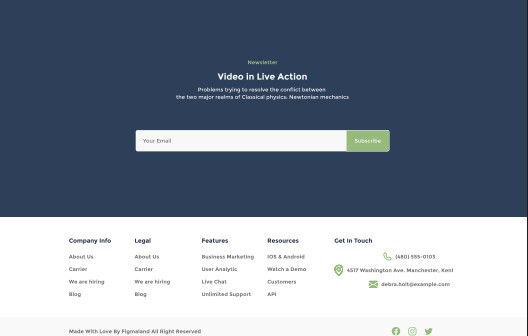 Newsletter
Video in Live Action
Problems trying to resolve the conflict between
the two major realms of Classical physics: Newtonian mechanics
Your Email
Subscribe
Company Info
Legal
Features
Resources
Get In Touch
About Us
About Us
Business Marketing
IOS & Android
(480) 555-0103
Carrier
Carrier
User Analytic
Watch a Demo
4517 Washington Ave. Manchester, Kent
We are hiring
We are hiring
Live Chat
Customers
debra.holt@example.com
Blog
Blog
Unlimited Support
API
Made With Love By Figmaland All Right Reserved